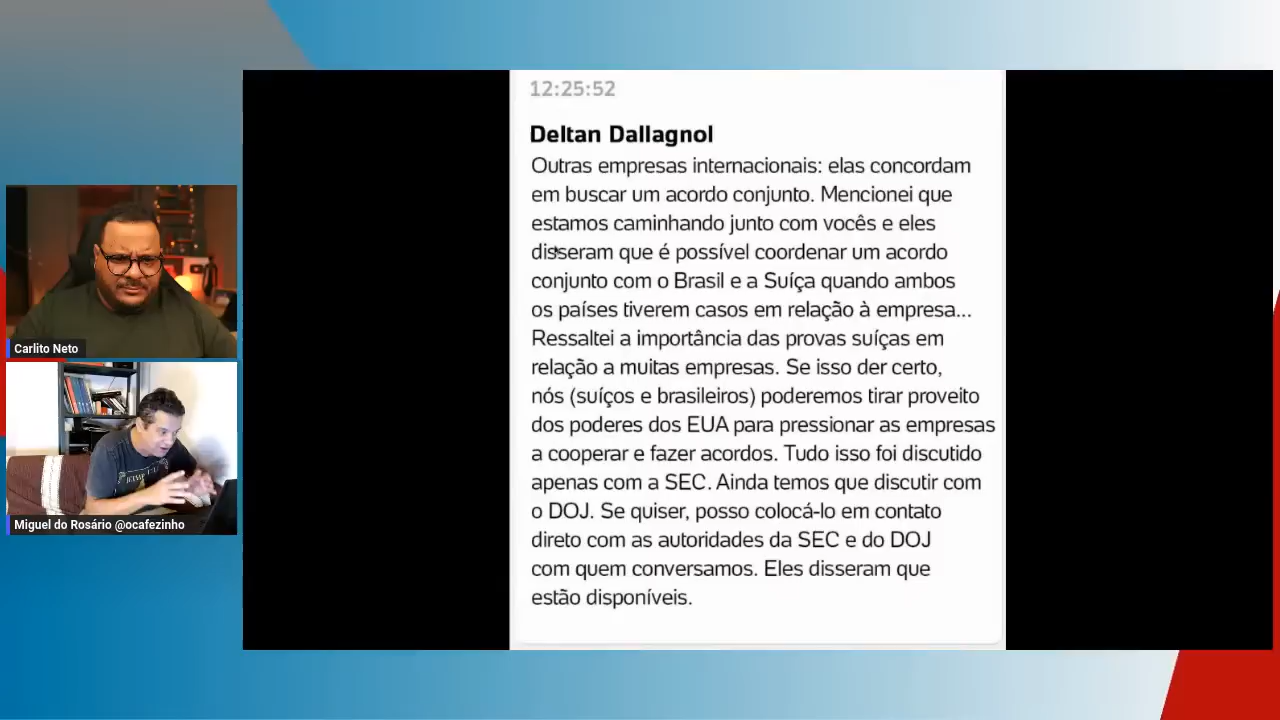 12:25:52
Deltan Dallagnol
Outras empresas internacionais: elas concordam
em buscar um acordo conjunto. Mencionei que
estamos caminhando junto com vocês e eles
disseram que é possível coordenar um acordo
conjunto com o Brasil e a Suíça quando ambos
os países tiverem casos em relação à empresa...
Ressaltei a importância das provas suíças em
relação a muitas empresas. Se isso der certo,
nós (suíços e brasileiros) poderemos tirar proveito
dos poderes dos EUA para pressionar as empresas
a cooperar e fazer acordos. Tudo isso foi discutido
apenas com a SEC. Ainda temos que discutir com
o DOJ. Se quiser, posso colocá-lo em contato
direto com as autoridades da SEC e do DOJ
com quem conversamos. Eles disseram que
estão disponíveis.
Carlito Neto
Miguel do Rosário @ocafezinho